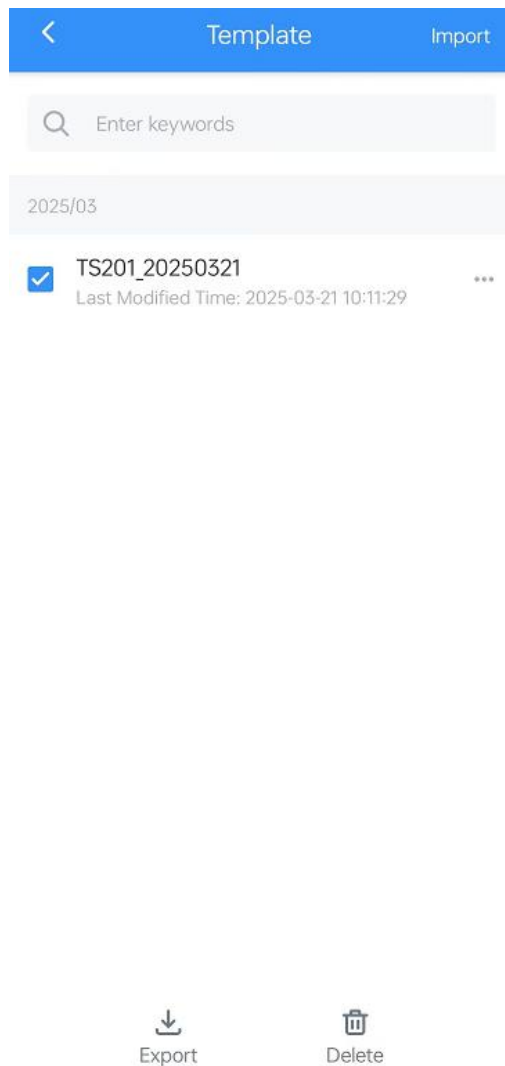 Template Import
Enter keywords
2025/03
TS201_20250321
Last Modified Time: 2025-03-21 10:11:29
Export Delete